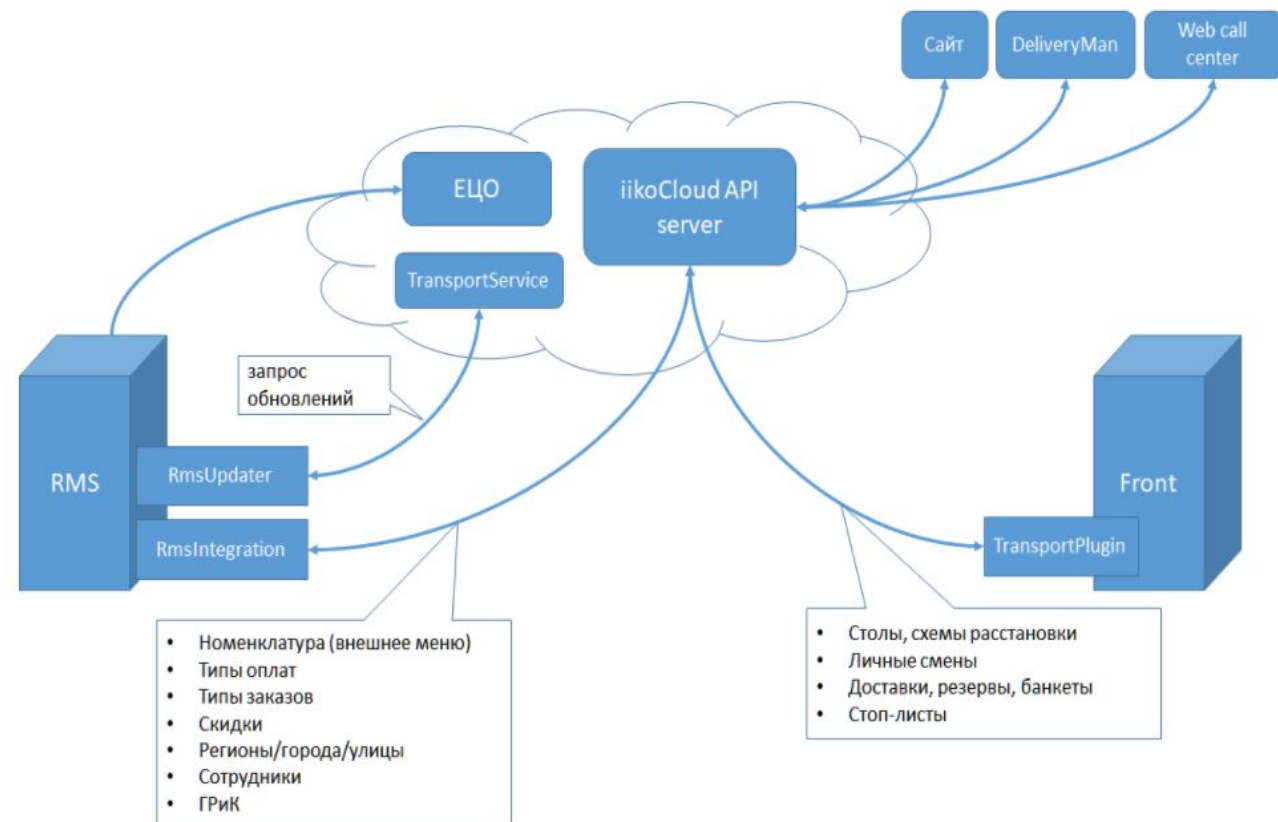 Сайт
DeliveryMan
Web call
center
ЕЦО
iikoCloud API
server
TransportService
запрос
обновлений
RMS
RmsUpdater
RmsIntegration
Front
TransportPlugin
• Номенклатура (внешнее меню)
• Типы оплат
• Типы заказов
• Скидки
• Регионы/города/улицы
• Сотрудники
• ГРиК
• Столы, схемы расстановки
• Личные смены
• Доставки, резервы, банкеты
• Стоп-листы